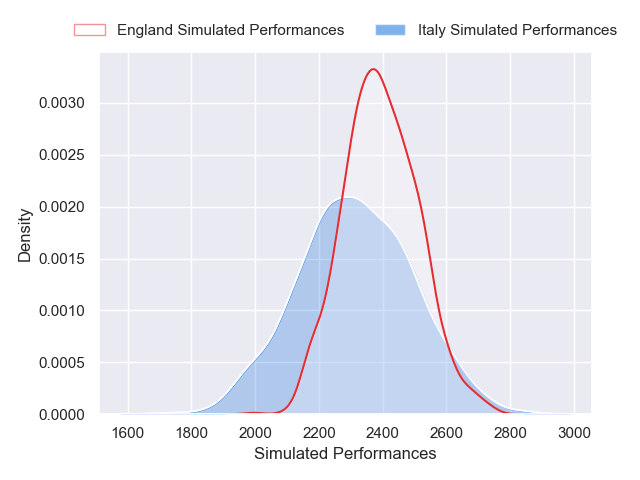 England Simulated Performances
Italy Simulated Performances
0.0030
0.0025
0.0020
0.0015
0.0010
0.0005
0.0000
Density
1600 1800 2000 2200 2400 2600 2800 3000
Simulated Performances